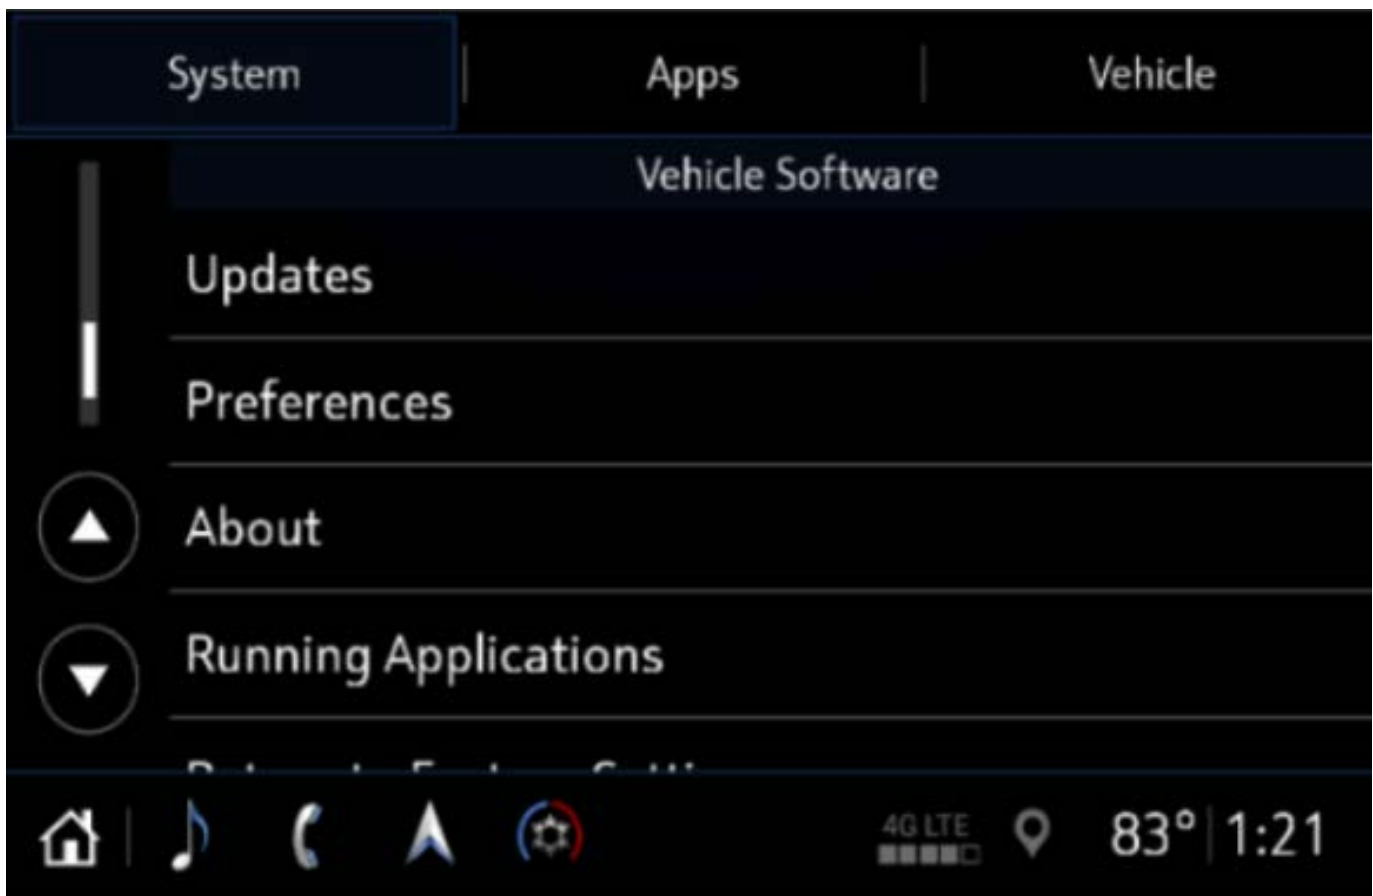 System
Apps
Vehicle
Vehicle Software
Updates
Preferences
About
Running Applications
4G LTE
83° 1:21